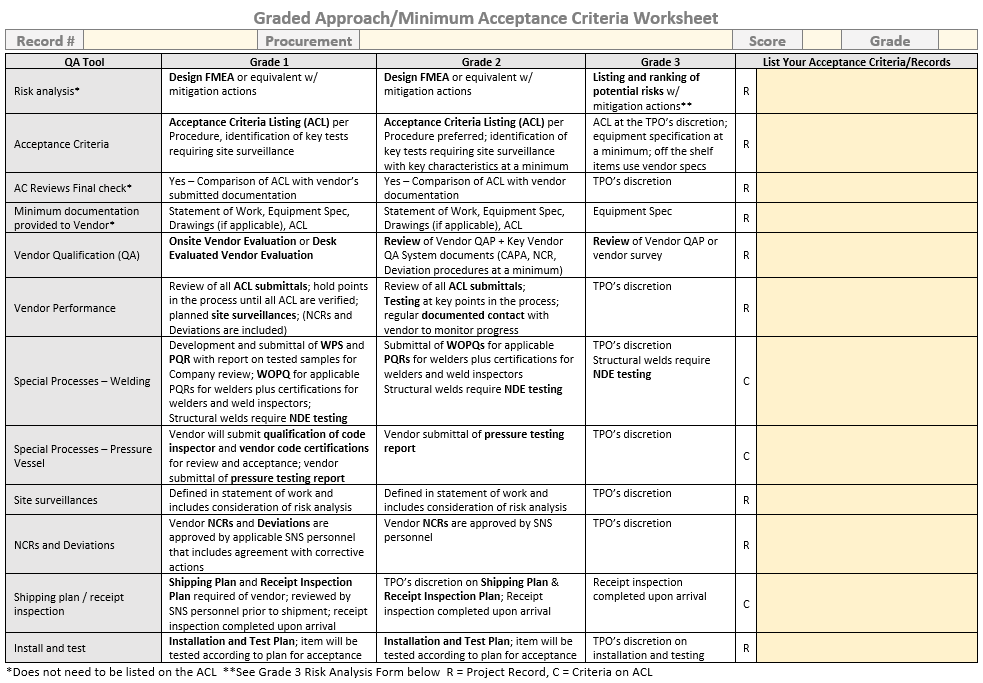 Graded Approach/Minimum Acceptance Criteria Worksheet
Record # Procurement Score Grade
QA Tool Grade 1 Grade 2 Grade 3 List Your Acceptance Criteria/Records
Risk analysis*
Design FMEA or equivalent w/
mitigation actions
Design FMEA or equivalent w/
mitigation actions
Listing and ranking of
potential risks w/
mitigation actions**
R
Acceptance Criteria
Acceptance Criteria Listing (ACL) per
Procedure, identification of key tests
requiring site surveillance
Acceptance Criteria Listing (ACL) per
Procedure preferred; identification of
key tests requiring site surveillance
with key characteristics at a minimum
ACL at the TPO’s discretion;
equipment specification at
a minimum; off the shelf
items use vendor specs
R
AC Reviews Final check*
Yes – Comparison of ACL with vendor’s
submitted documentation
Yes – Comparison of ACL with vendor
documentation
TPO’s discretion
R
Minimum documentation
provided to Vendor*
Statement of Work, Equipment Spec,
Drawings (if applicable), ACL
Statement of Work, Equipment Spec,
Drawings (if applicable), ACL
Equipment Spec
R
Vendor Qualification (QA)
Onsite Vendor Evaluation or Desk
Evaluated Vendor Evaluation
Review of Vendor QAP + Key Vendor
QA System documents (CAPA, NCR,
Deviation procedures at a minimum)
Review of Vendor QAP or
vendor survey
R
Vendor Performance
Review of all ACL submittals; hold points
in the process until all ACL are verified;
planned site surveillances; (NCRs and
Deviations are included)
Review of all ACL submittals;
Testing at key points in the process;
regular documented contact with
vendor to monitor progress
TPO’s discretion
R
Special Processes – Welding
Development and submittal of WPS and
PQR with report on tested samples for
Company review; WOPQ for applicable
PQRs for welders plus certifications for
welders and weld inspectors;
Structural welds require NDE testing
Submittal of WOPQs for applicable
PQRs for welders plus certifications for
welders and weld inspectors
Structural welds require NDE testing
TPO’s discretion
Structural welds require
NDE testing
C
Special Processes – Pressure
Vessel
Vendor will submit qualification of code
inspector and vendor code certifications
for review and acceptance; vendor
submittal of pressure testing report
Vendor submittal of pressure testing
report
TPO’s discretion
C
Site surveillances
Defined in statement of work and
includes consideration of risk analysis
Defined in statement of work and
includes consideration of risk analysis
TPO’s discretion
R
NCRs and Deviations
Vendor NCRs and Deviations are
approved by applicable SNS personnel
that includes agreement with corrective
actions
Vendor NCRs are approved by SNS
personnel
TPO’s discretion
R
Shipping plan / receipt
inspection
Shipping Plan and Receipt Inspection
Plan required of vendor; reviewed by
SNS personnel prior to shipment; receipt
inspection completed upon arrival
TPO’s discretion on Shipping Plan &
Receipt Inspection Plan; Receipt
inspection completed upon arrival
Receipt inspection
completed upon arrival
C
Install and test
Installation and Test Plan; item will be
tested according to plan for acceptance
Installation and Test Plan; item will be
tested according to plan for acceptance
TPO’s discretion on
installation and testing
R
*Does not need to be listed on the ACL **See Grade 3 Risk Analysis Form below R = Project Record, C = Criteria on ACL